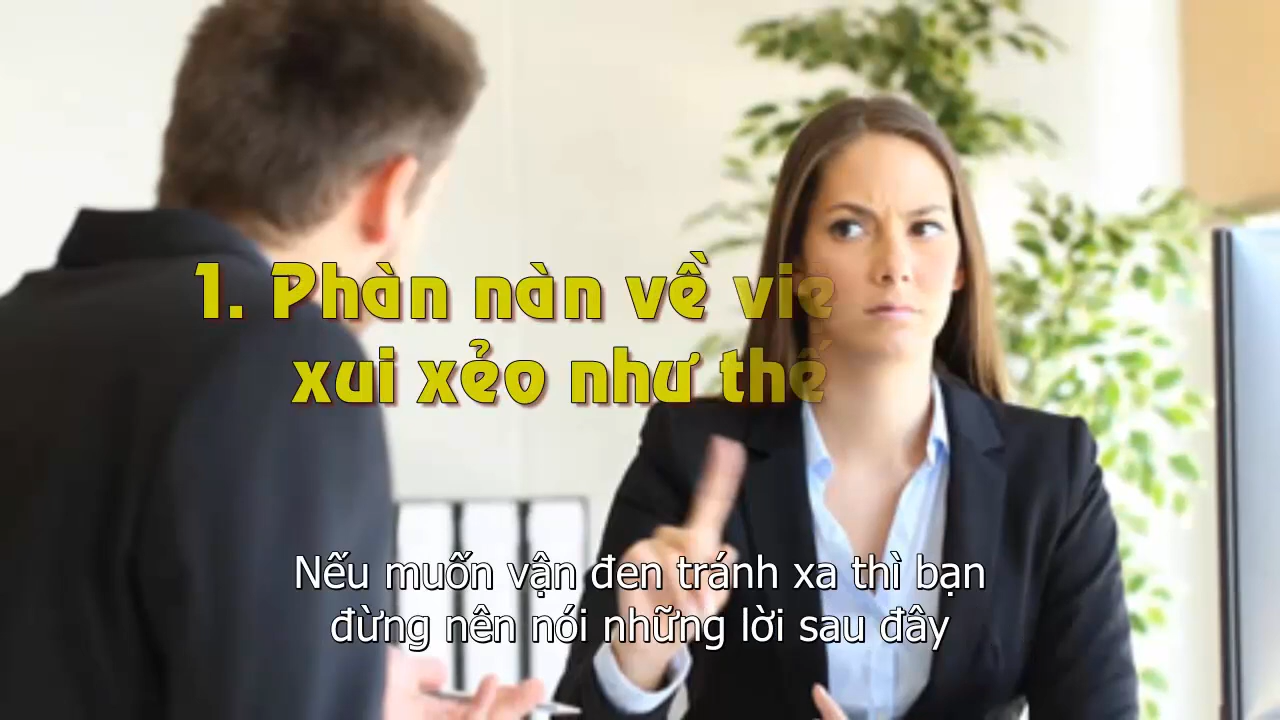 1. Phàn nàn về
xui xẻo như thế
Nếu muốn vận đen tránh xa thì bạn
đừng nên nói những lời sau đây